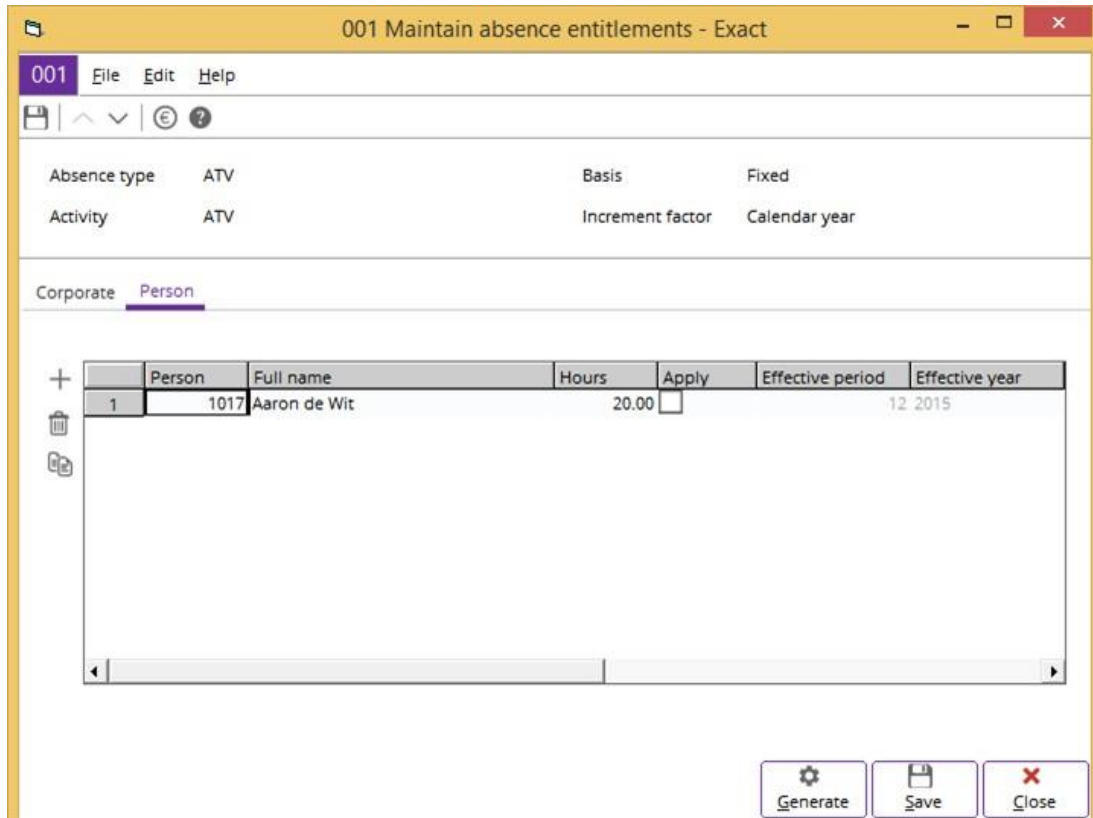 001 Maintain absence entitlements - Exact
001 File Edit Help
Absence type ATV Basis Fixed
Activity ATV Increment factor Calendar year
Corporate Person
Person Full name Hours Apply Effective period Effective year
1 1017 Aaron de Wit 20.00 12 2015
Generate Save Close